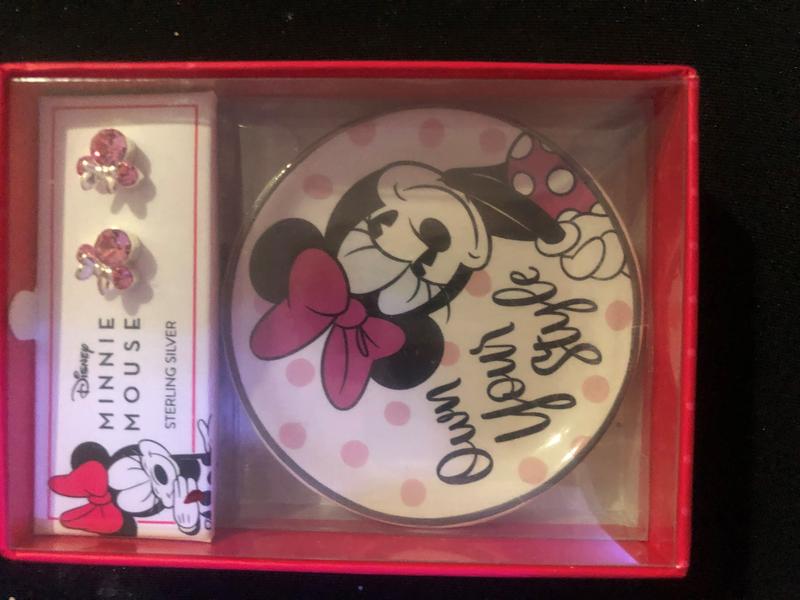 Disney
MINNIE
MOUSE
STERLING SILVER
Own
Your
Style